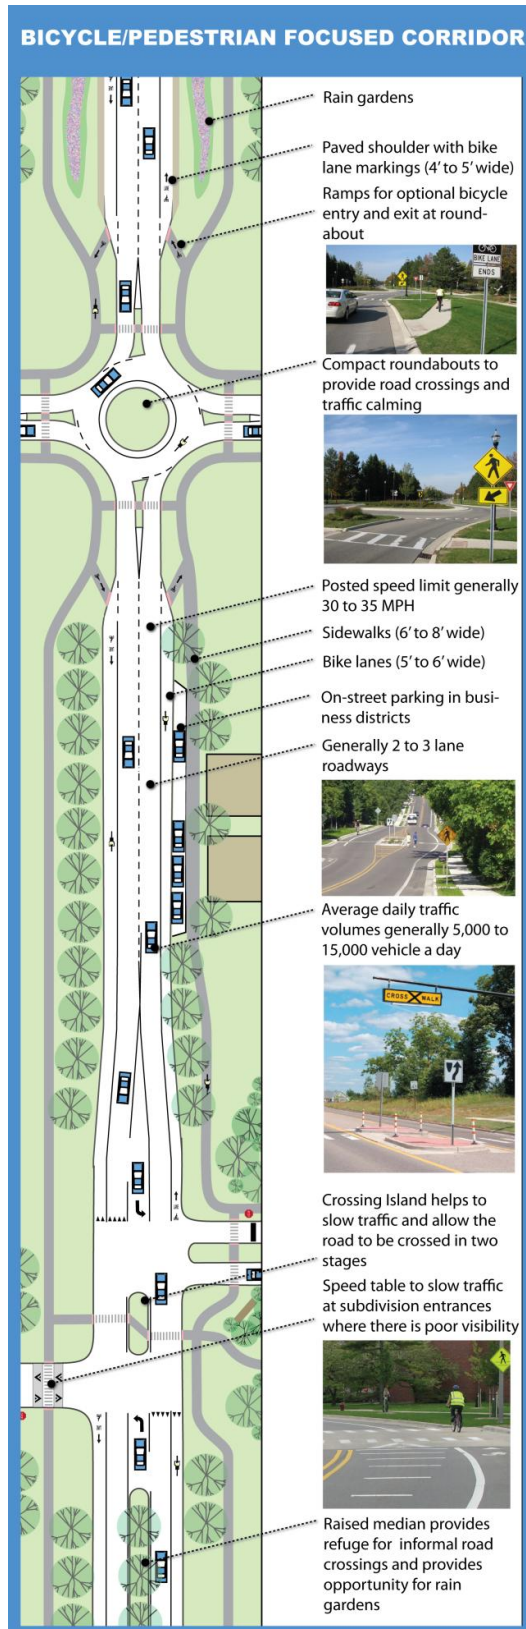 BICYCLE/PEDESTRIAN FOCUSED CORRIDOR
Rain gardens
Paved shoulder with bike
lane markings (4' to 5' wide)
Ramps for optional bicycle
entry and exit at round-
about
BIKE LANE
ENDS
Compact roundabouts to
provide road crossings and
traffic calming
Posted speed limit generally
30 to 35 MPH
Sidewalks (6' to 8' wide)
Bike lanes (5' to 6' wide)
On-street parking in busi-
ness districts
Generally 2 to 3 lane
roadways
Average daily traffic
volumes generally 5,000 to
15,000 vehicle a day
CROSS WALK
Crossing Island helps to
slow traffic and allow the
road to be crossed in two
stages
Speed table to slow traffic
at subdivision entrances
where there is poor visibility
Raised median provides
refuge for informal road
crossings and provides
opportunity for rain
gardens